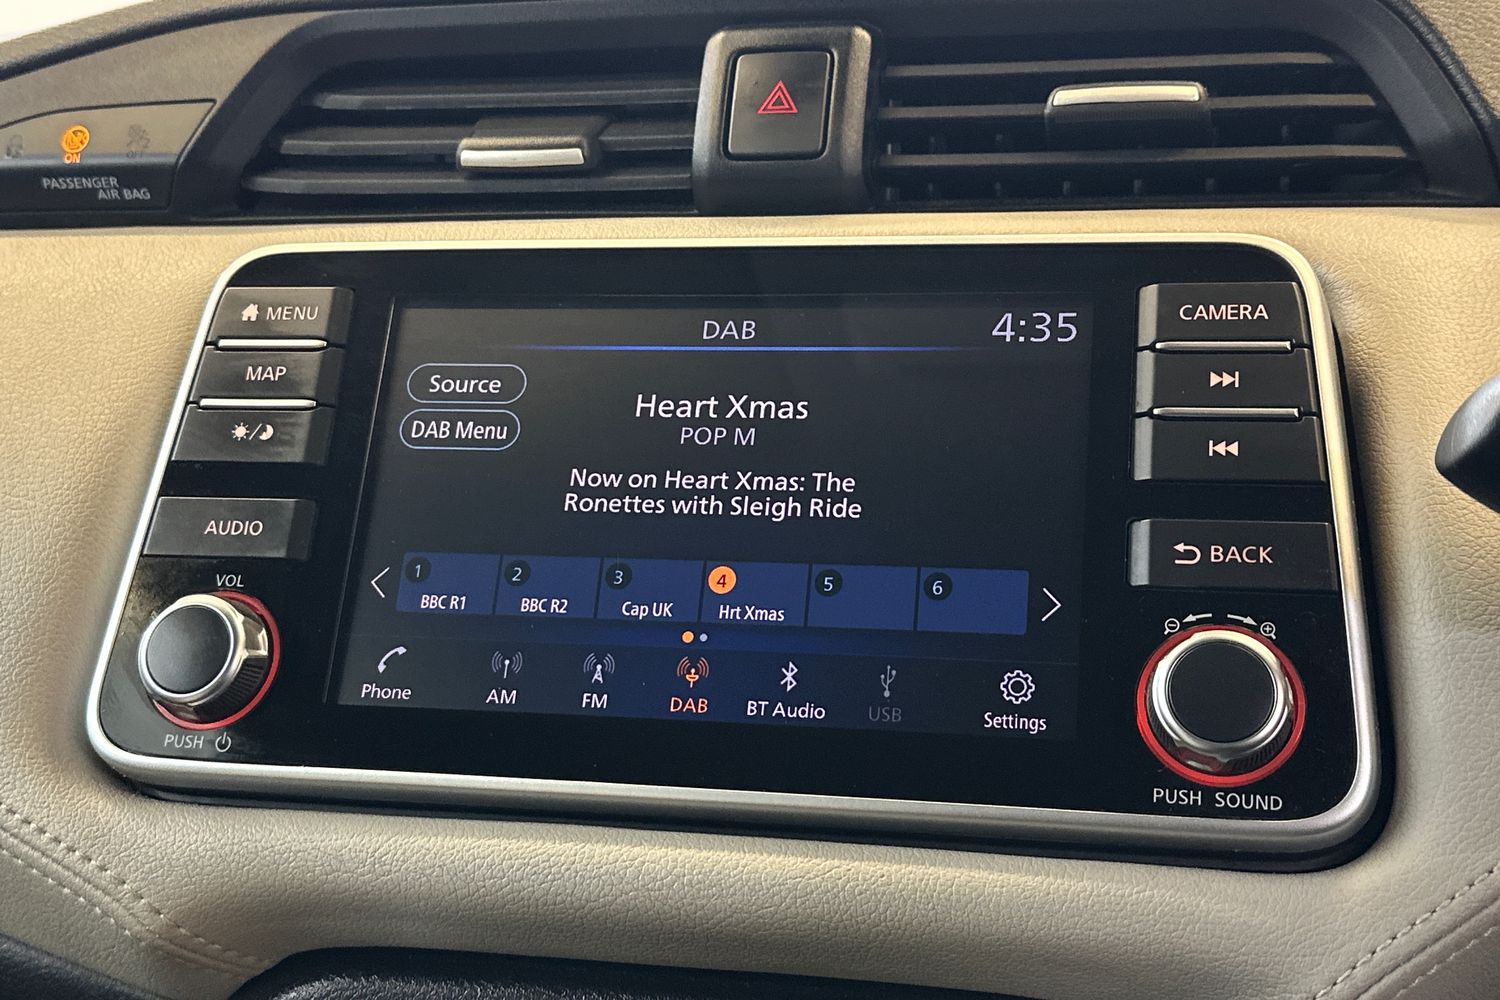 ON
OFF
PASSENGER
AIR BAG
MENU
MAP
AUDIO
VOL
PUSH
DAB
4:35
Source
DAB Menu
Heart Xmas
POP M
Now on Heart Xmas: The
Ronettes with Sleigh Ride
1 2 3 4 5 6
BBC R1 BBC R2 Cap UK Hrt Xmas
Phone AM FM DAB BT Audio USB Settings
CAMERA
BACK
PUSH SOUND